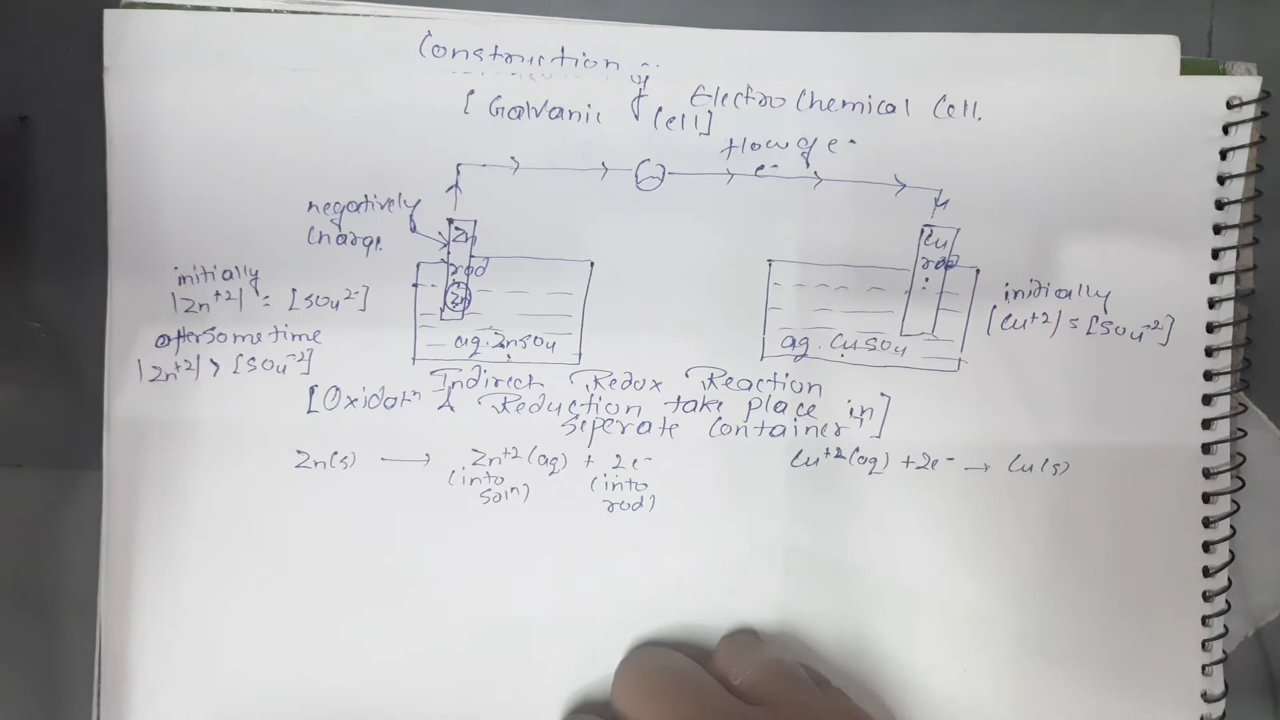 Construction of
[Galvanic Cell] Electro Chemical Cell.
flow of e-
e-
negatively
charge
Zn
rod
Zn
Cu
rod
initially
|Zn+2| = [SO4 2-]
after some time
|Zn+2| > [SO4-2]
aq. ZnSO4
aq. CuSO4
initially
[Cu+2] = [SO4-2]
Indirect Redox Reaction
[Oxidatn & Reduction take place in
Seperate Container]
Zn(s) → Zn+2(aq) + 2e-
(into
soln)
(into
rod)
Cu+2(aq) + 2e- → Cu(s)